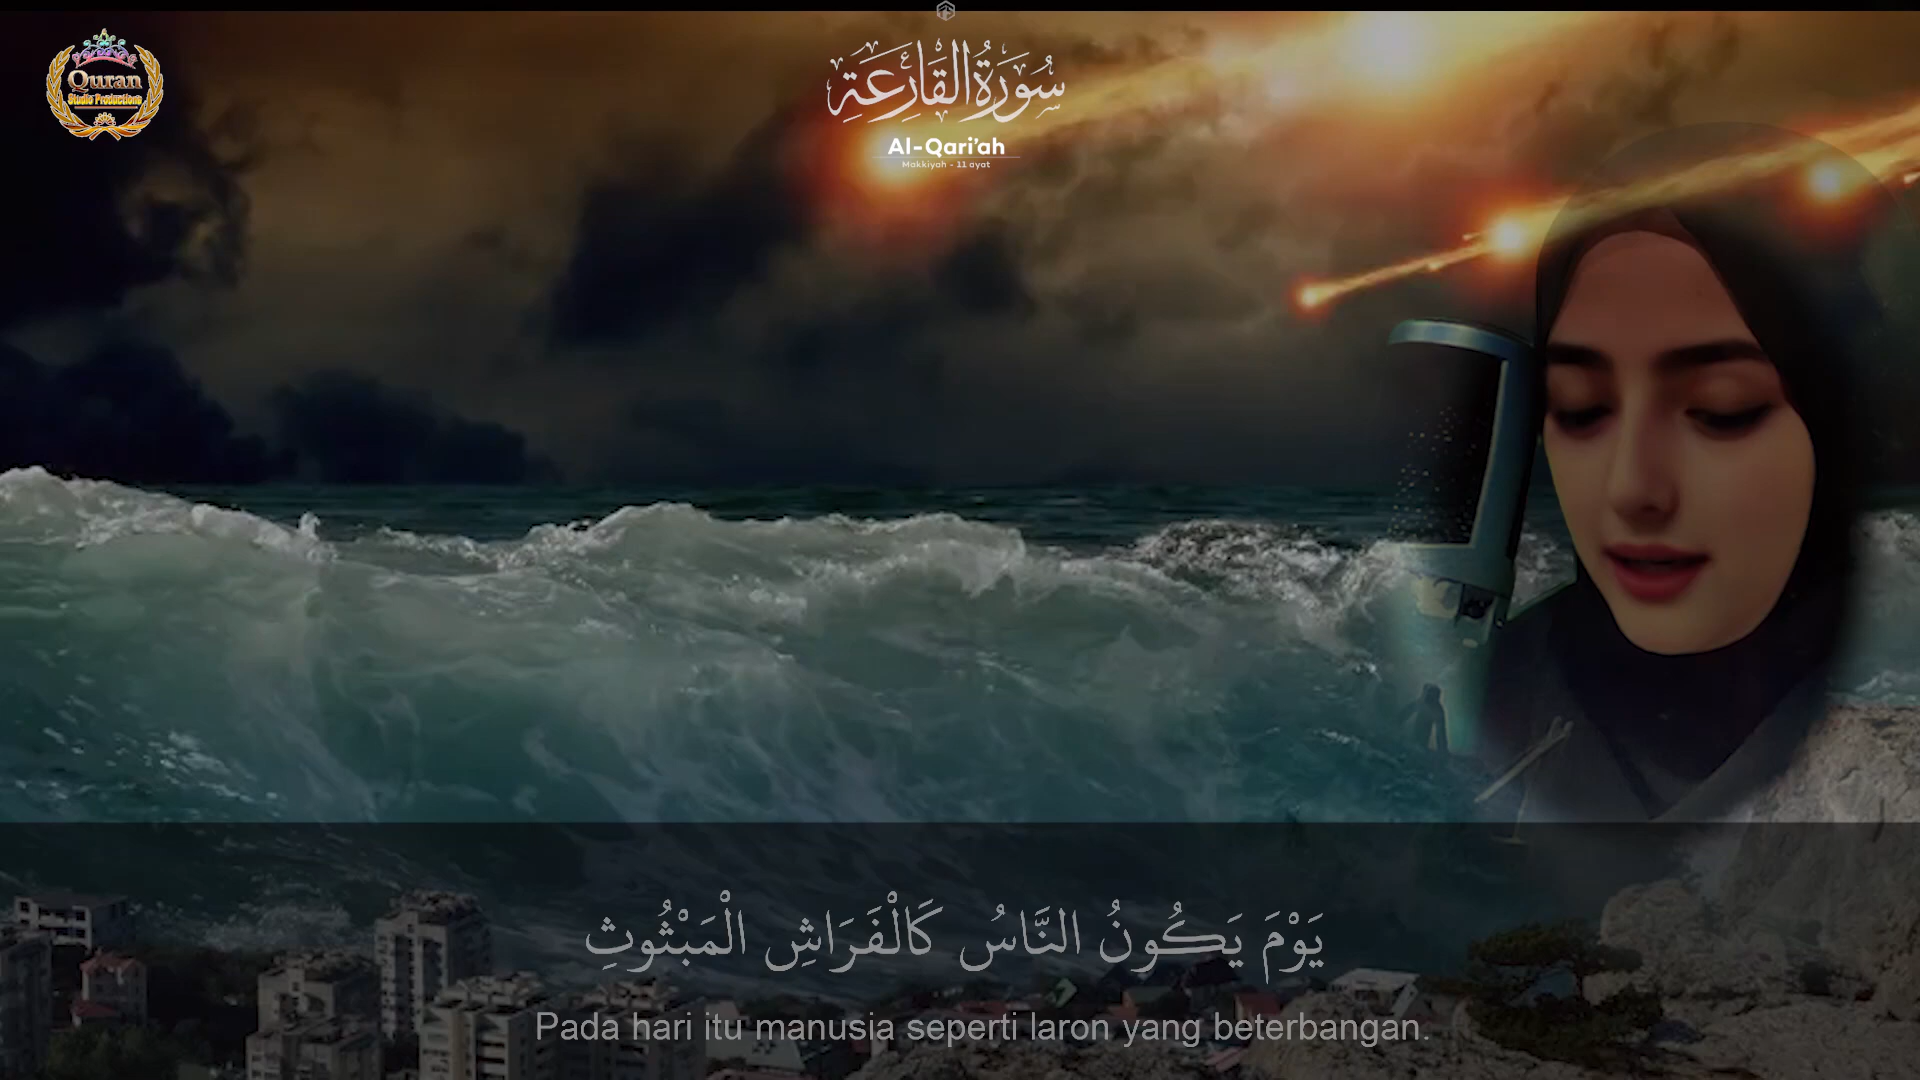 Quran
Studio Productions
سُورَةُ الْقَارِعَةِ
Al-Qari'ah
Makkiyah - 11 ayat
يَوْمَ يَكُونُ النَّاسُ كَالْفَرَاشِ الْمَبْثُوثِ
Pada hari itu manusia seperti laron yang beterbangan.